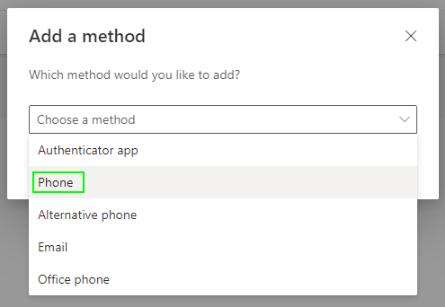 Add a method
Which method would you like to add?
Choose a method
Authenticator app
Phone
Alternative phone
Email
Office phone